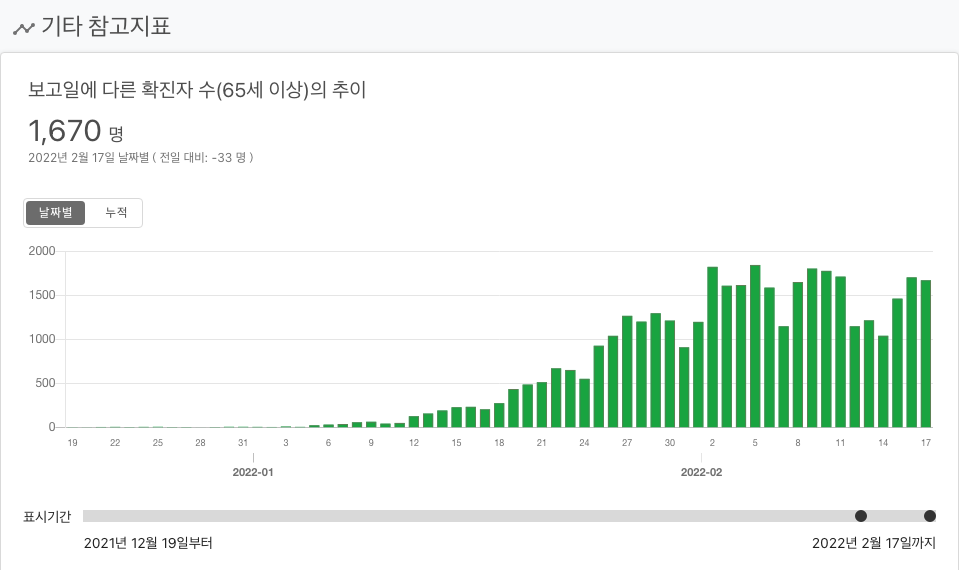 기타 참고지표
보고일에 다른 확진자 수(65세 이상)의 추이
1,670 명
2022년 2월 17일 날짜별 ( 전일 대비: -33 명 )
날짜별 누적
2000
1500
1000
500
0
19 22 25 28 31 3 6 9 12 15 18 21 24 27 30 2 5 8 11 14 17
2022-01 2022-02
표시기간
2021년 12월 19일부터 2022년 2월 17일까지